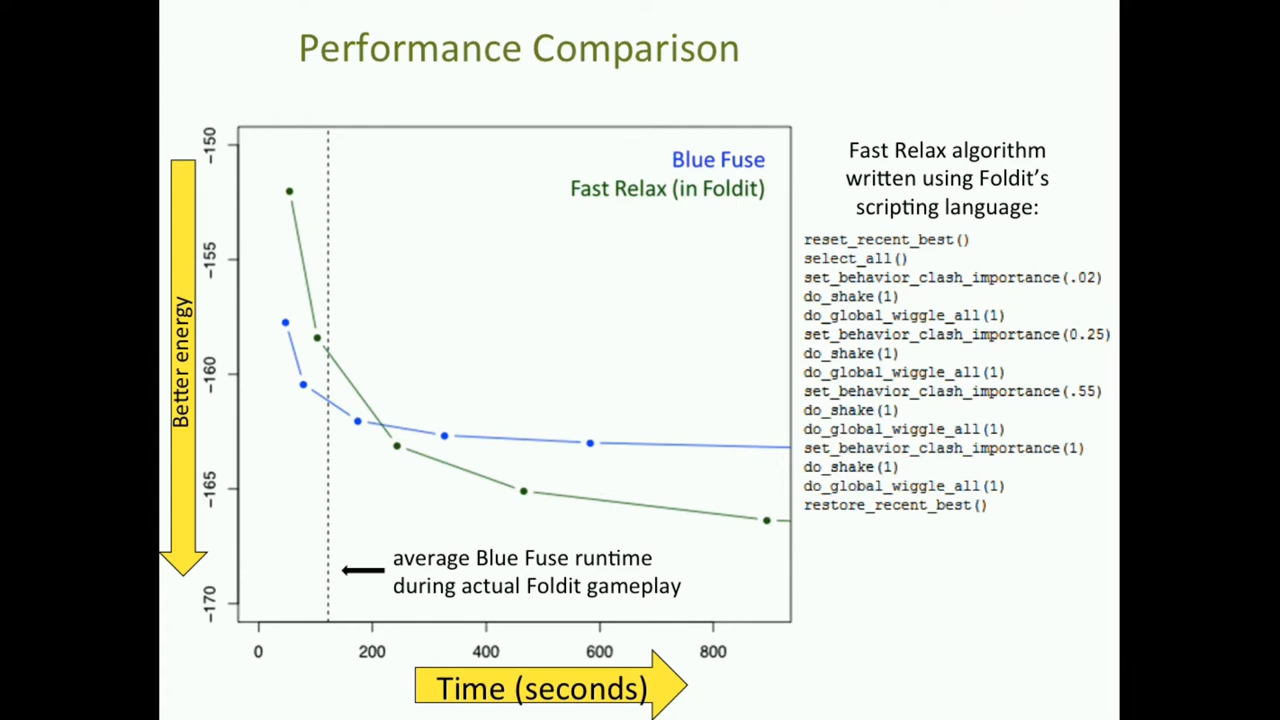 Performance Comparison
Blue Fuse
Fast Relax (in Foldit)
-150
-155
-160
-165
-170
Better energy
average Blue Fuse runtime
during actual Foldit gameplay
0
200
400
600
800
Time (seconds)
Fast Relax algorithm
written using Foldit’s
scripting language:
reset_recent_best()
select_all()
set_behavior_clash_importance(.02)
do_shake(1)
do_global_wiggle_all(1)
set_behavior_clash_importance(0.25)
do_shake(1)
do_global_wiggle_all(1)
set_behavior_clash_importance(.55)
do_shake(1)
do_global_wiggle_all(1)
set_behavior_clash_importance(1)
do_shake(1)
do_global_wiggle_all(1)
restore_recent_best()